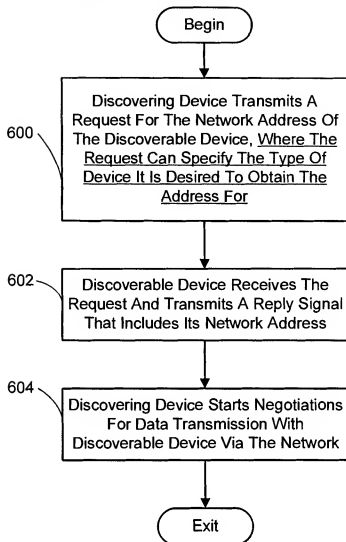 Begin
600
Discovering Device Transmits A
Request For The Network Address Of
The Discoverable Device, Where The
Request Can Specify The Type Of
Device It Is Desired To Obtain The
Address For
602
Discoverable Device Receives The
Request And Transmits A Reply Signal
That Includes Its Network Address
604
Discovering Device Starts Negotiations
For Data Transmission With
Discoverable Device Via The Network
Exit